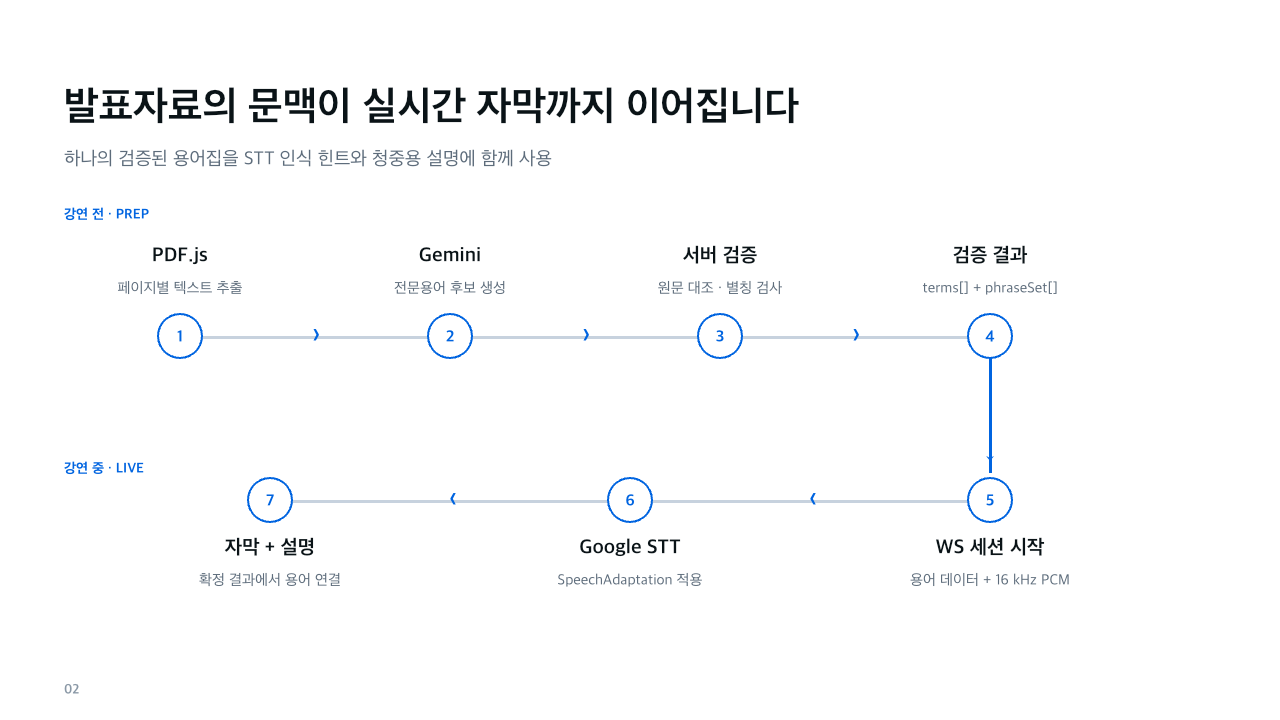 발표자료의 문맥이 실시간 자막까지 이어집니다
하나의 검증된 용어집을 STT 인식 힌트와 청중용 설명에 함께 사용
강연 전 · PREP
PDF.js
페이지별 텍스트 추출
1
Gemini
전문용어 후보 생성
2
서버 검증
원문 대조 · 별칭 검사
3
검증 결과
terms[] + phraseSet[]
4
강연 중 · LIVE
7
자막 + 설명
확정 결과에서 용어 연결
6
Google STT
SpeechAdaptation 적용
5
WS 세션 시작
용어 데이터 + 16 kHz PCM
02